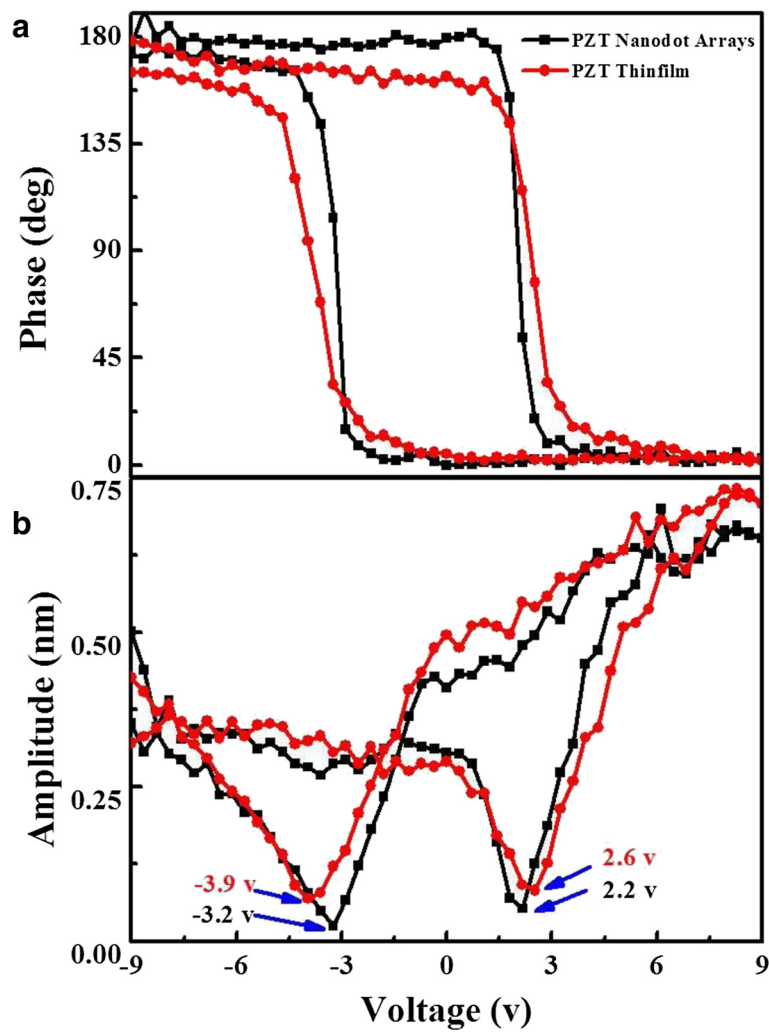 a
180
135
90
45
0
Phase (deg)
PZT Nanodot Arrays
PZT Thinfilm
b
0.75
0.50
0.25
0.00
Amplitude (nm)
-3.9 v
-3.2 v
2.6 v
2.2 v
-9 -6 -3 0 3 6 9
Voltage (v)